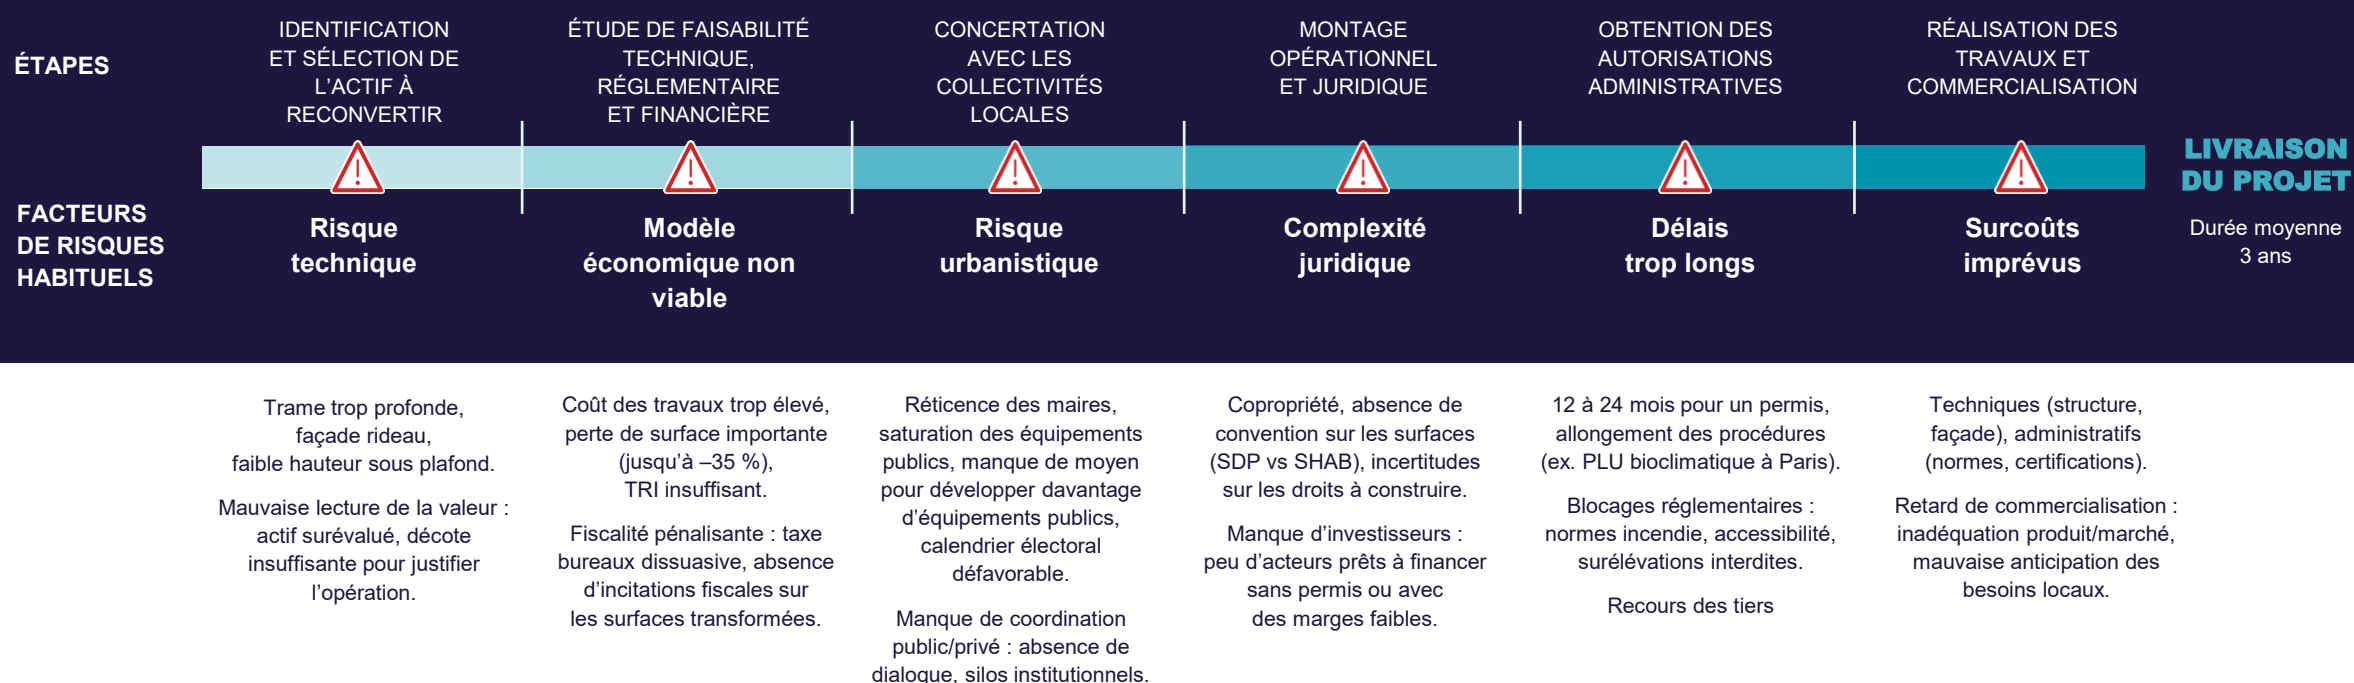 ÉTAPES
IDENTIFICATION
ET SÉLECTION DE
L'ACTIF À
RECONVERTIR
ÉTUDE DE FAISABILITÉ
TECHNIQUE,
RÉGLEMENTAIRE
ET FINANCIÈRE
CONCERTATION
AVEC LES
COLLECTIVITÉS
LOCALES
MONTAGE
OPÉRATIONNEL
ET JURIDIQUE
OBTENTION DES
AUTORISATIONS
ADMINISTRATIVES
RÉALISATION DES
TRAVAUX ET
COMMERCIALISATION
LIVRAISON
DU PROJET
Durée moyenne
3 ans
FACTEURS
DE RISQUES
HABITUELS
Risque
technique
Modèle
économique non
viable
Risque
urbanistique
Complexité
juridique
Délais
trop longs
Surcoûts
imprévus
Trame trop profonde,
façade rideau,
faible hauteur sous plafond.
Mauvaise lecture de la valeur :
actif surévalué, décote
insuffisante pour justifier
l'opération.
Coût des travaux trop élevé,
perte de surface importante
(jusqu'à –35 %),
TRI insuffisant.
Fiscalité pénalisante : taxe
bureaux dissuasive, absence
d'incitations fiscales sur
les surfaces transformées.
Réticence des maires,
saturation des équipements
publics, manque de moyen
pour développer davantage
d'équipements publics,
calendrier électoral
défavorable.
Manque de coordination
public/privé : absence de
dialogue, silos institutionnels.
Copropriété, absence de
convention sur les surfaces
(SDP vs SHAB), incertitudes
sur les droits à construire.
Manque d'investisseurs :
peu d'acteurs prêts à financer
sans permis ou avec
des marges faibles.
12 à 24 mois pour un permis,
allongement des procédures
(ex. PLU bioclimatique à Paris).
Blocages réglementaires :
normes incendie, accessibilité,
surélévations interdites.
Recours des tiers
Techniques (structure,
façade), administratifs
(normes, certifications).
Retard de commercialisation :
inadéquation produit/marché,
mauvaise anticipation des
besoins locaux.